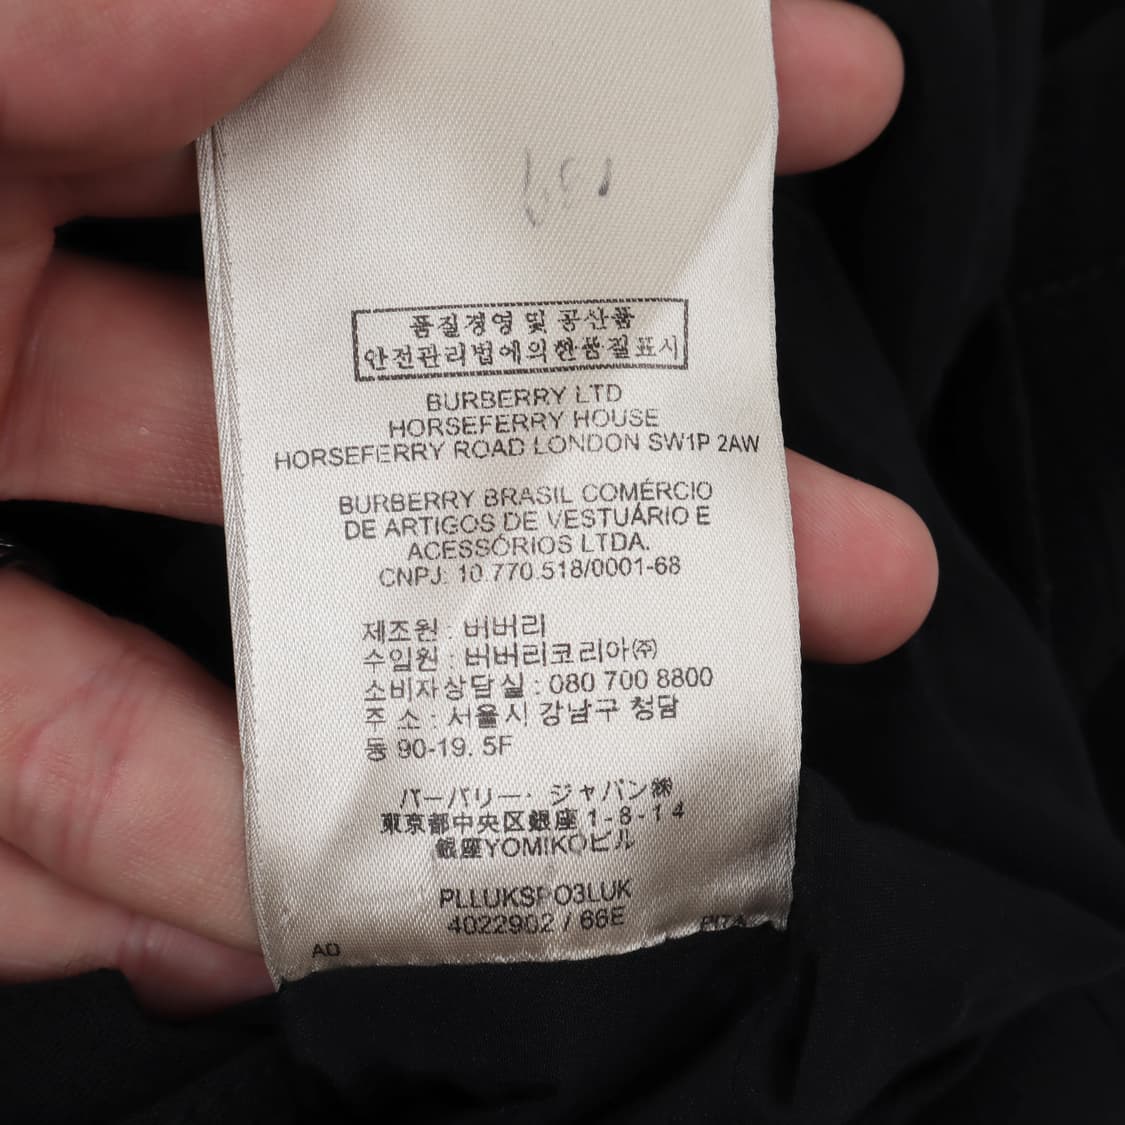 품질경영 및 공산품
안전관리법에의한품질표시
BURBERRY LTD
HORSEFERRY HOUSE
HORSEFERRY ROAD LONDON SW1P 2AW
BURBERRY BRASIL COMÉRCIO
DE ARTIGOS DE VESTUÁRIO E
ACESSÓRIOS LTDA.
CNPJ: 10.770.518/0001-68
제조원 : 버버리
수입원 : 버버리코리아㈜
소비자상담실 : 080 700 8800
주 소 : 서울시 강남구 청담
동 90-19. 5F
バーバリー・ジャパン㈱
東京都中央区銀座 1-8-14
銀座YOMIKOビル
PLLUKSPO3LUK
4022902 / 66E
AD